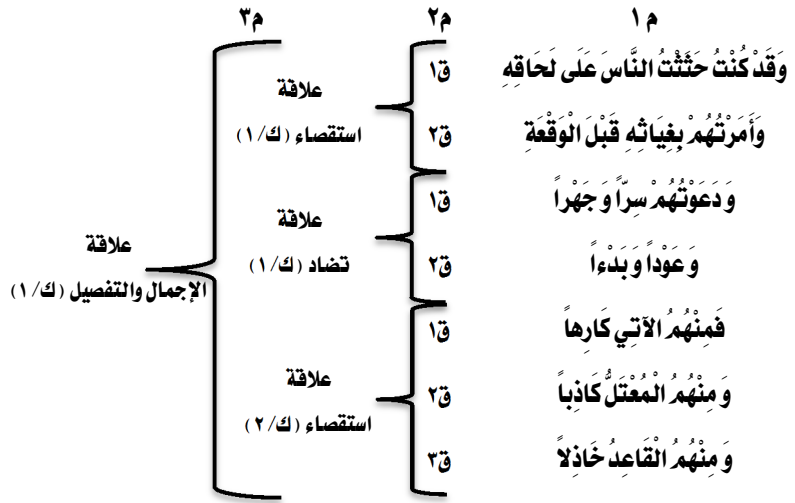 م١ م٢ م٣
وَقَدْ كُنْتُ حَثَثْتُ النَّاسَ عَلَى لَحَاقِهِ ق١
علاقة
استقصاء (ك/١)
وَأَمَرْتُهُمْ بِغِيَاثِهِ قَبْلَ الْوَقْعَةِ ق٢
وَ دَعَوْتُهُمْ سِرّاً وَ جَهْراً ق١
علاقة
تضاد (ك/١)
وَ عَوْداً وَ بَدْءاً ق٢
علاقة
الإجمال والتفصيل (ك/١)
فَمِنْهُمُ الآتِي كَارِهاً ق١
علاقة
استقصاء (ك/٢)
وَ مِنْهُمُ الْمُعْتَلُّ كَاذِباً ق٢
وَ مِنْهُمُ الْقَاعِدُ خَاذِلاً ق٣